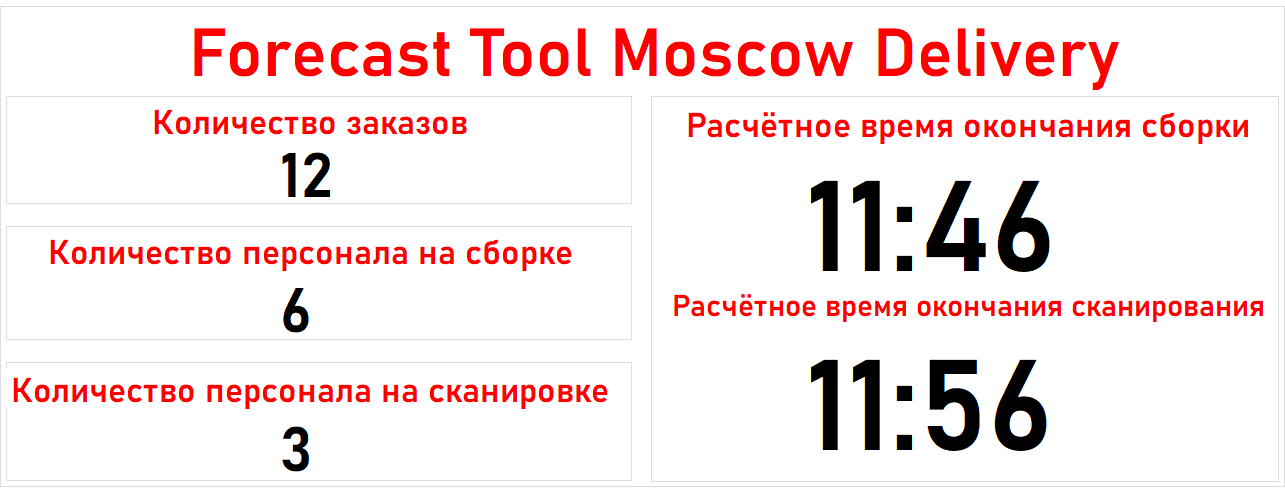 Forecast Tool Moscow Delivery
Количество заказов
12
Количество персонала на сборке
6
Количество персонала на сканировке
3
Расчётное время окончания сборки
11:46
Расчётное время окончания сканирования
11:56